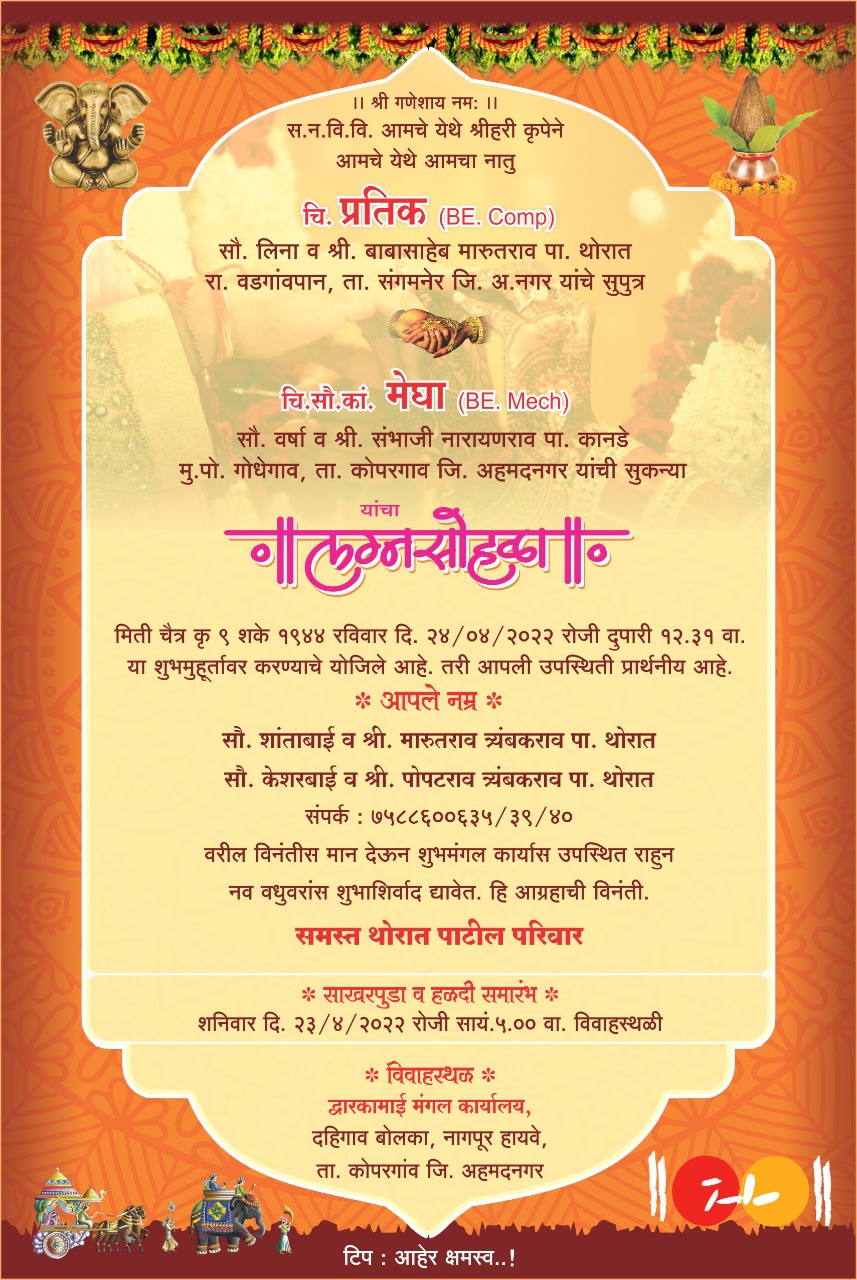 ।। श्री गणेशाय नम: ।।
स.न.वि.वि. आमचे येथे श्रीहरी कृपेने
आमचे येथे आमचा नातु
चि. प्रतिक (BE. Comp)
सौ. लिना व श्री. बाबासाहेब मारुतराव पा. थोरात
रा. वडगांवपान, ता. संगमनेर जि. अ.नगर यांचे सुपुत्र
चि.सौ.कां. मेघा (BE. Mech)
सौ. वर्षा व श्री. संभाजी नारायणराव पा. कानडे
मु.पो. गोधेगाव, ता. कोपरगाव जि. अहमदनगर यांची सुकन्या
यांचा
॥ लग्नसोहळा ॥
मिती चैत्र कृ ९ शके १९४४ रविवार दि. २४/०४/२०२२ रोजी दुपारी १२.३१ वा.
या शुभमुहूर्तावर करण्याचे योजिले आहे. तरी आपली उपस्थिती प्रार्थनीय आहे.
* आपले नम्र *
सौ. शांताबाई व श्री. मारुतराव त्र्यंबकराव पा. थोरात
सौ. केशरबाई व श्री. पोपटराव त्र्यंबकराव पा. थोरात
संपर्क : ७५८८६००६३५/३९/४०
वरील विनंतीस मान देऊन शुभमंगल कार्यास उपस्थित राहुन
नव वधुवरांस शुभाशिर्वाद द्यावेत. हि आग्रहाची विनंती.
समस्त थोरात पाटील परिवार
* साखरपुडा व हळदी समारंभ *
शनिवार दि. २३/४/२०२२ रोजी सायं.५.०० वा. विवाहस्थळी
* विवाहस्थळ *
द्वारकामाई मंगल कार्यालय,
दहिगाव बोलका, नागपूर हायवे,
ता. कोपरगांव जि. अहमदनगर
टिप : आहेर क्षमस्व..!